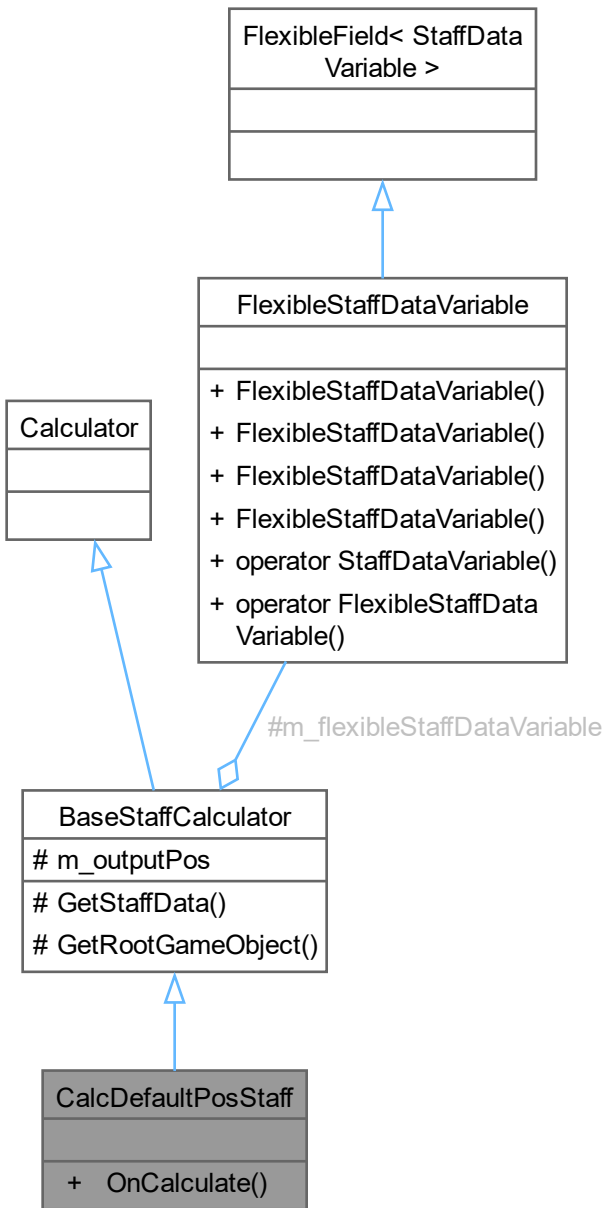 FlexibleField< StaffData
Variable >
FlexibleStaffDataVariable
+ FlexibleStaffDataVariable()
+ FlexibleStaffDataVariable()
+ FlexibleStaffDataVariable()
+ FlexibleStaffDataVariable()
+ operator StaffDataVariable()
+ operator FlexibleStaffData
Variable()
Calculator
#m_flexibleStaffDataVariable
BaseStaffCalculator
# m_outputPos
# GetStaffData()
# GetRootGameObject()
CalcDefaultPosStaff
+ OnCalculate()